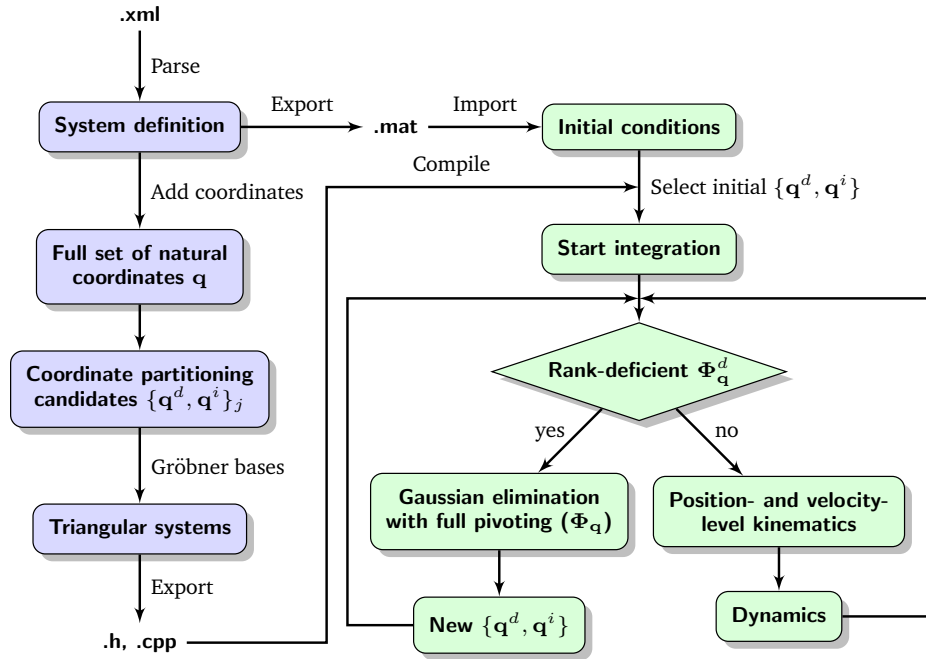 .xml
Parse
System definition
Export
.mat
Import
Initial conditions
Add coordinates
Compile
Select initial {q^d, q^i}
Full set of natural
coordinates q
Start integration
Coordinate partitioning
candidates {q^d, q^i}_j
Rank-deficient Φ_q^d
yes
no
Gröbner bases
Gaussian elimination
with full pivoting (Φ_q)
Position- and velocity-
level kinematics
Triangular systems
Export
New {q^d, q^i}
Dynamics
.h, .cpp